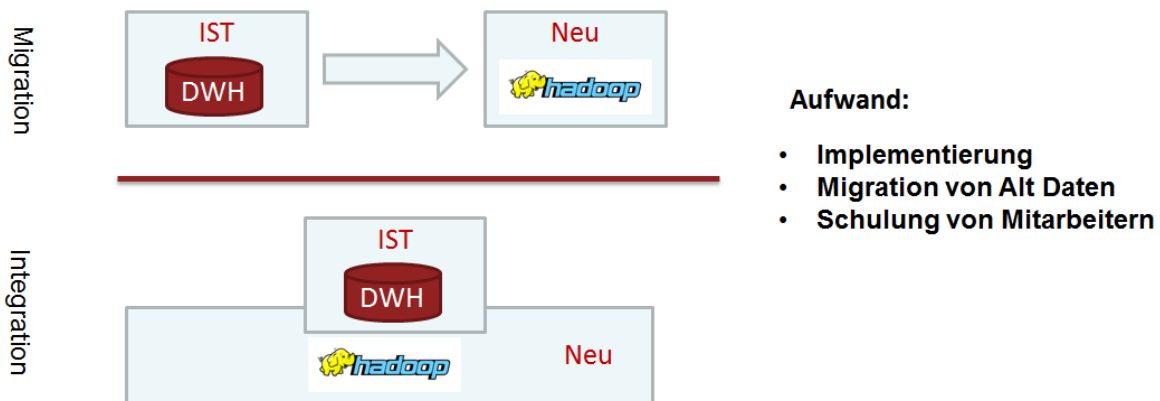 Migration
IST
DWH
Neu
hadoop
Aufwand:
• Implementierung
• Migration von Alt Daten
• Schulung von Mitarbeitern
Integration
IST
DWH
hadoop
Neu